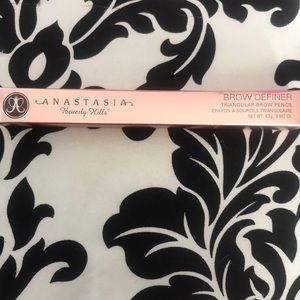 ANASTASIA
Beverly Hills®
BROW DEFINER
TRIANGULAR BROW PENCIL
CRAYON À SOURCILS TRIANGULAIRE